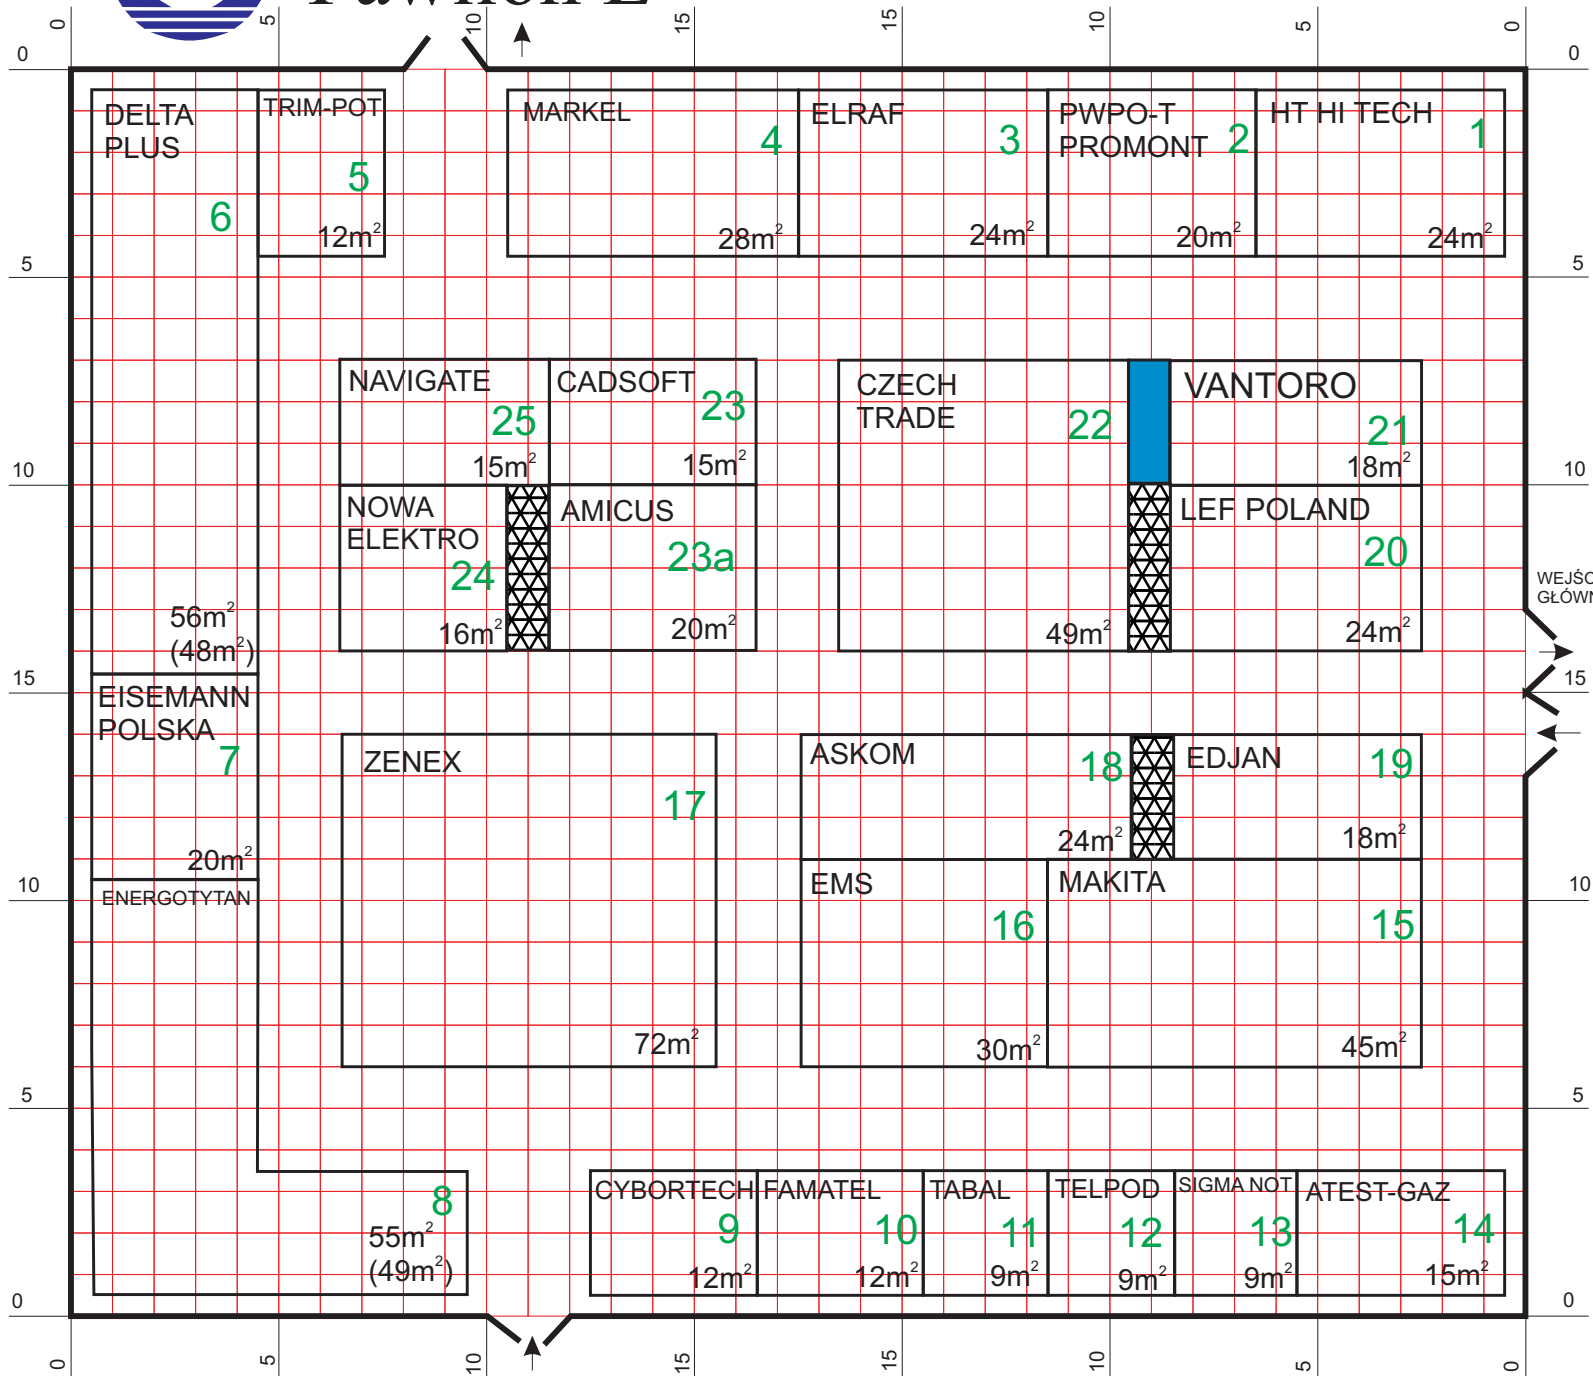 0
5
10
15
15
10
5
0
0
0
DELTA
PLUS
6
56m²
(48m²)
TRIM-POT
5
12m²
MARKEL
4
28m²
ELRAF
3
24m²
PWPO-T
PROMONT
2
20m²
HT HI TECH
1
24m²
5
5
NAVIGATE
25
15m²
CADSOFT
23
15m²
CZECH
TRADE
22
49m²
VANTORO
21
18m²
10
10
NOWA
ELEKTRO
24
16m²
AMICUS
23a
20m²
LEF POLAND
20
24m²
15
15
EISEMANN
POLSKA
7
20m²
ZENEX
17
72m²
ASKOM
18
24m²
EDJAN
19
18m²
10
10
ENERGOTYTAN
8
55m²
(49m²)
EMS
16
30m²
MAKITA
15
45m²
5
5
CYBORTECH
9
12m²
FAMATEL
10
12m²
TABAL
11
9m²
TELPOD
12
9m²
SIGMA NOT
13
9m²
ATEST-GAZ
14
15m²
0
0
0
5
10
15
15
10
5
0